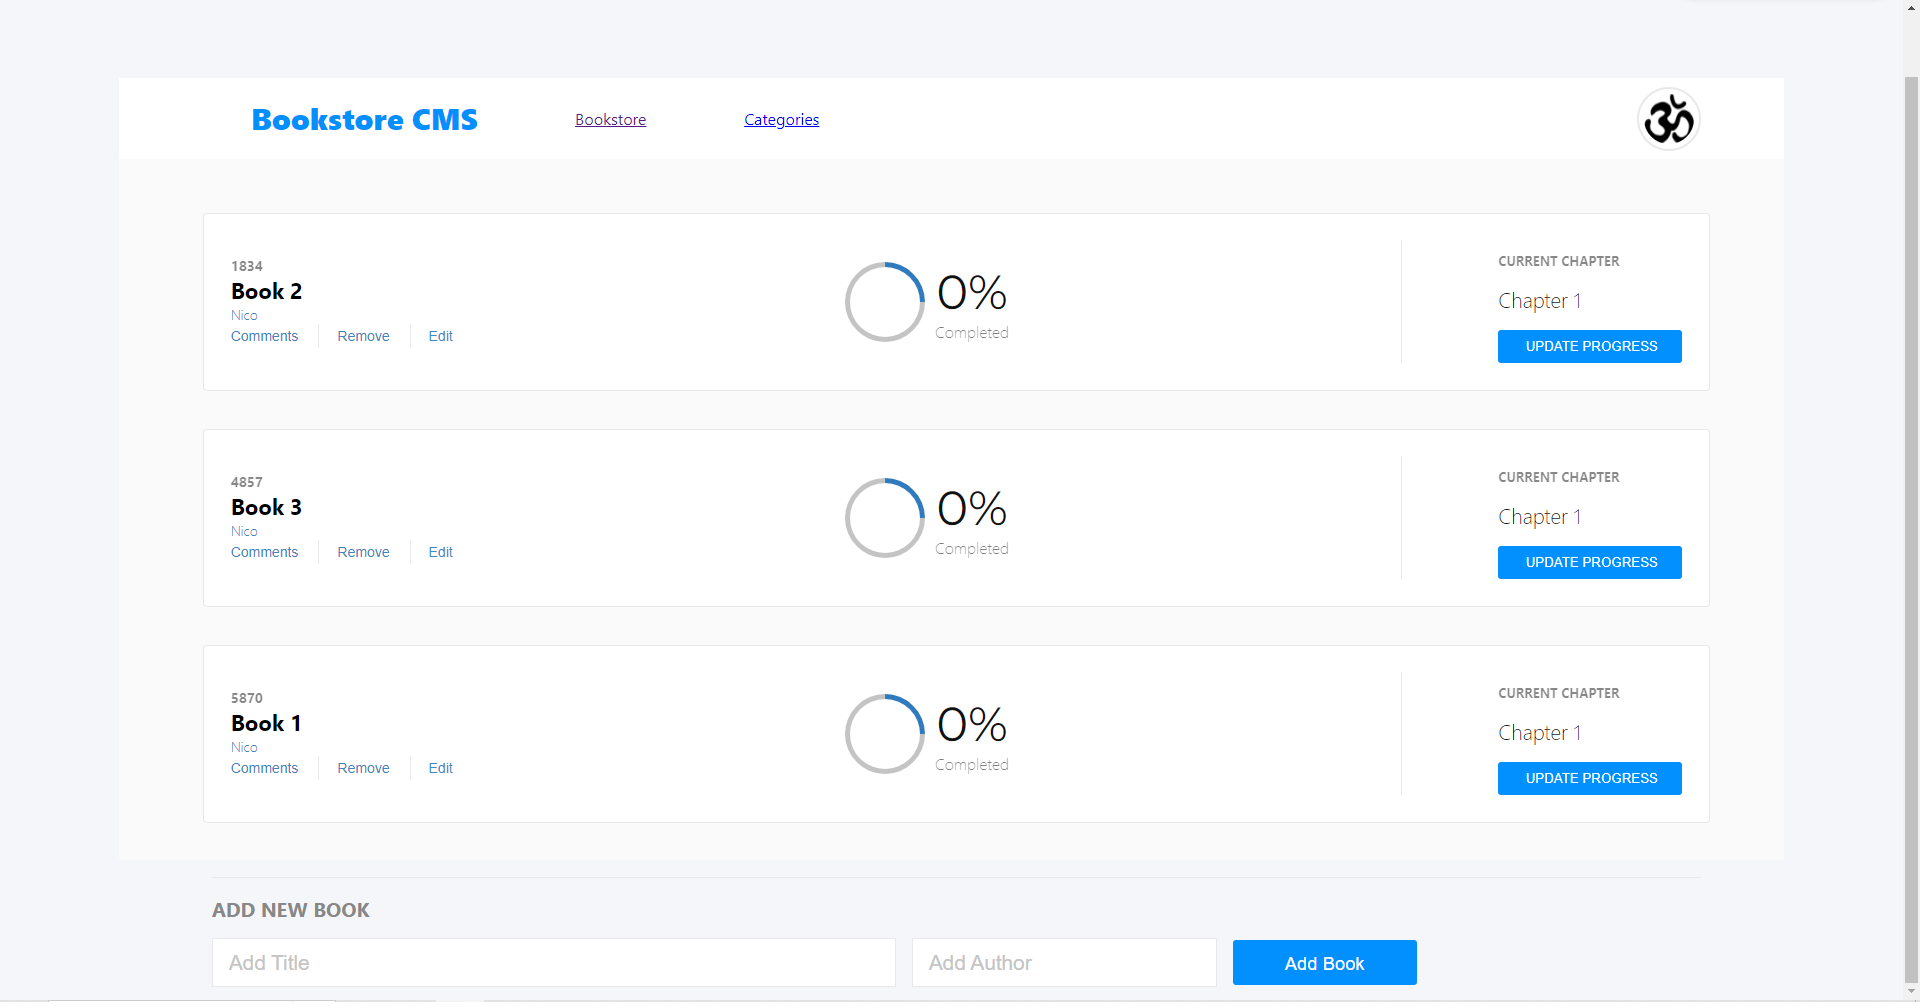 Bookstore CMS
Bookstore
Categories
ॐ
1834
Book 2
Nico
Comments
Remove
Edit
0%
Completed
CURRENT CHAPTER
Chapter 1
UPDATE PROGRESS
4857
Book 3
Nico
Comments
Remove
Edit
0%
Completed
CURRENT CHAPTER
Chapter 1
UPDATE PROGRESS
5870
Book 1
Nico
Comments
Remove
Edit
0%
Completed
CURRENT CHAPTER
Chapter 1
UPDATE PROGRESS
ADD NEW BOOK
Add Title
Add Author
Add Book